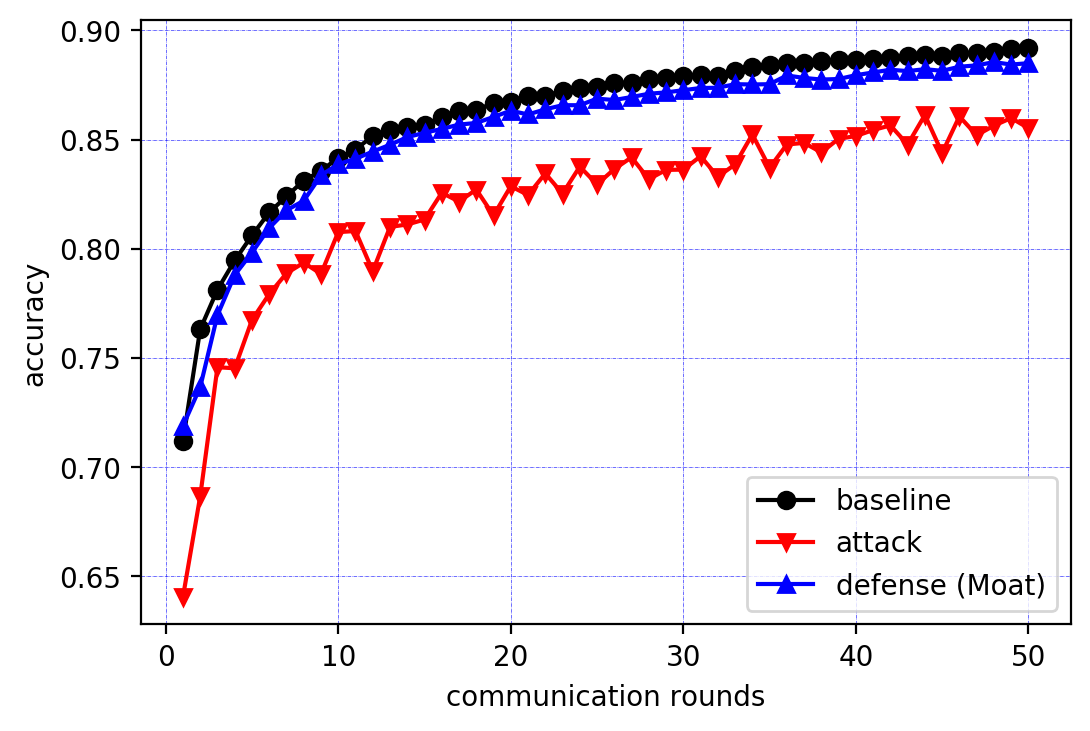 0.90
0.85
0.80
0.75
0.70
0.65
accuracy
0 10 20 30 40 50
communication rounds
baseline
attack
defense (Moat)